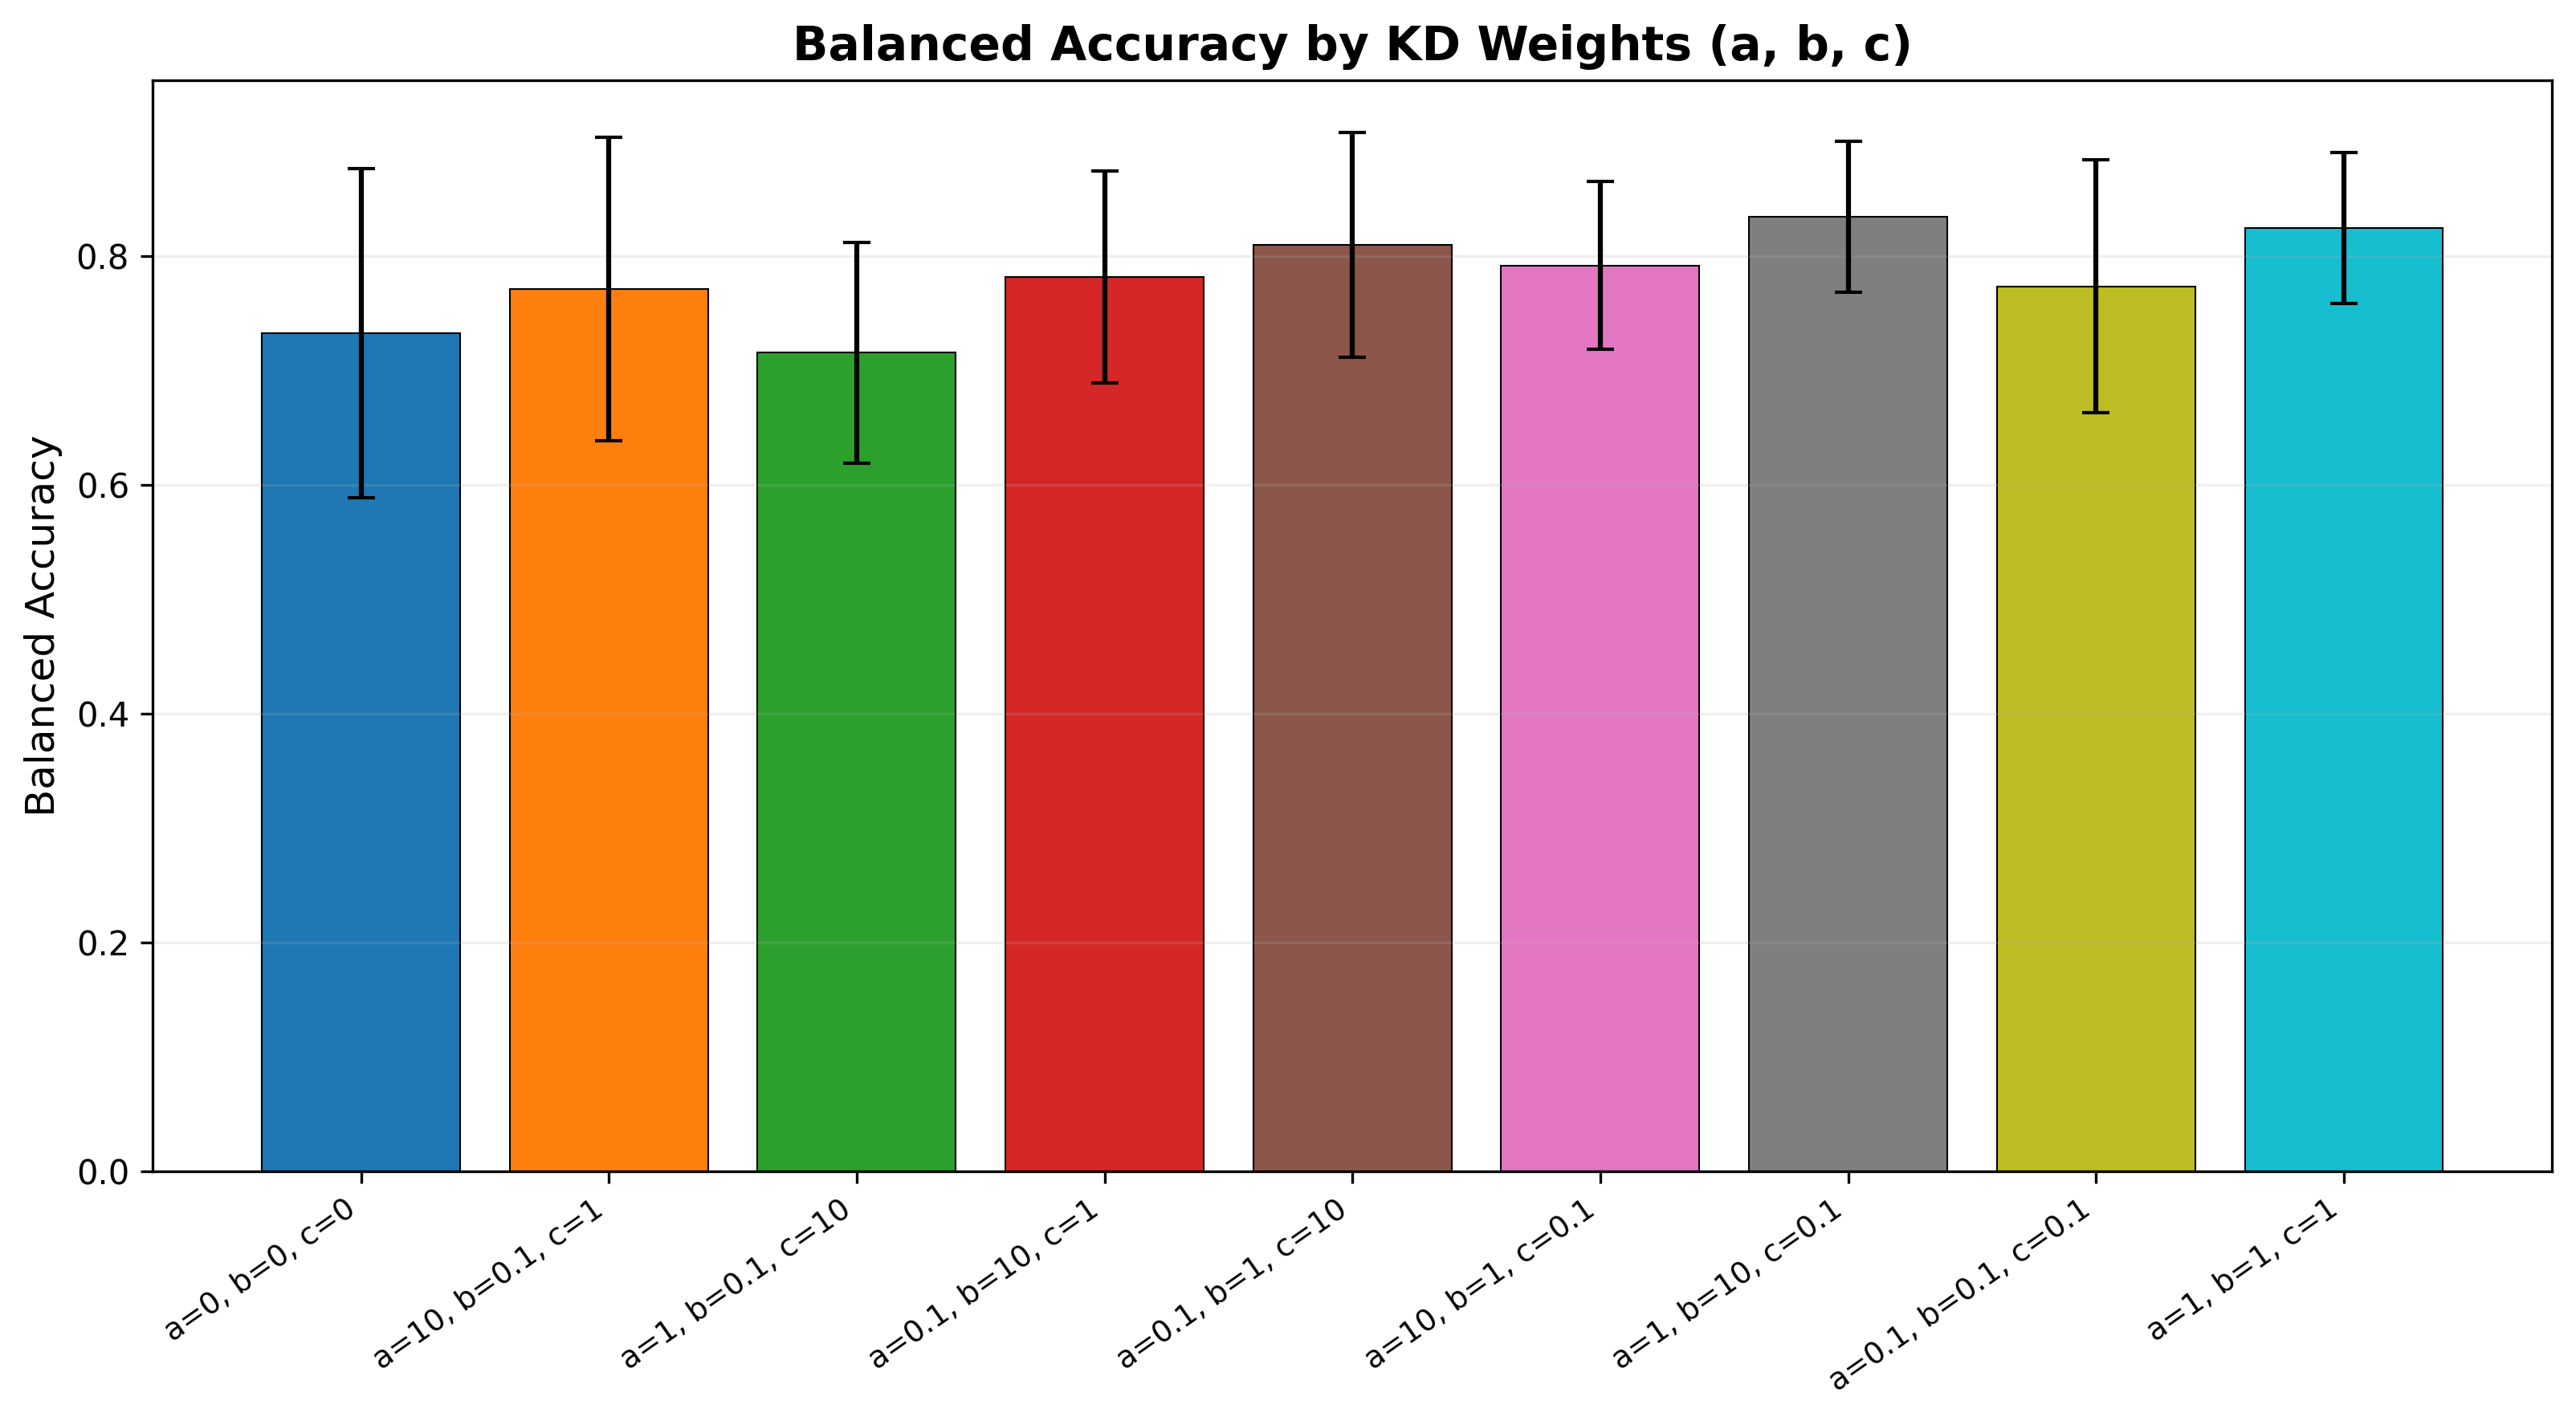 Balanced Accuracy by KD Weights (a, b, c)
Balanced Accuracy
0.8
0.6
0.4
0.2
0.0
a=0, b=0, c=0
a=10, b=0.1, c=1
a=1, b=0.1, c=10
a=0.1, b=10, c=1
a=0.1, b=1, c=10
a=10, b=1, c=0.1
a=1, b=10, c=0.1
a=0.1, b=0.1, c=0.1
a=1, b=1, c=1